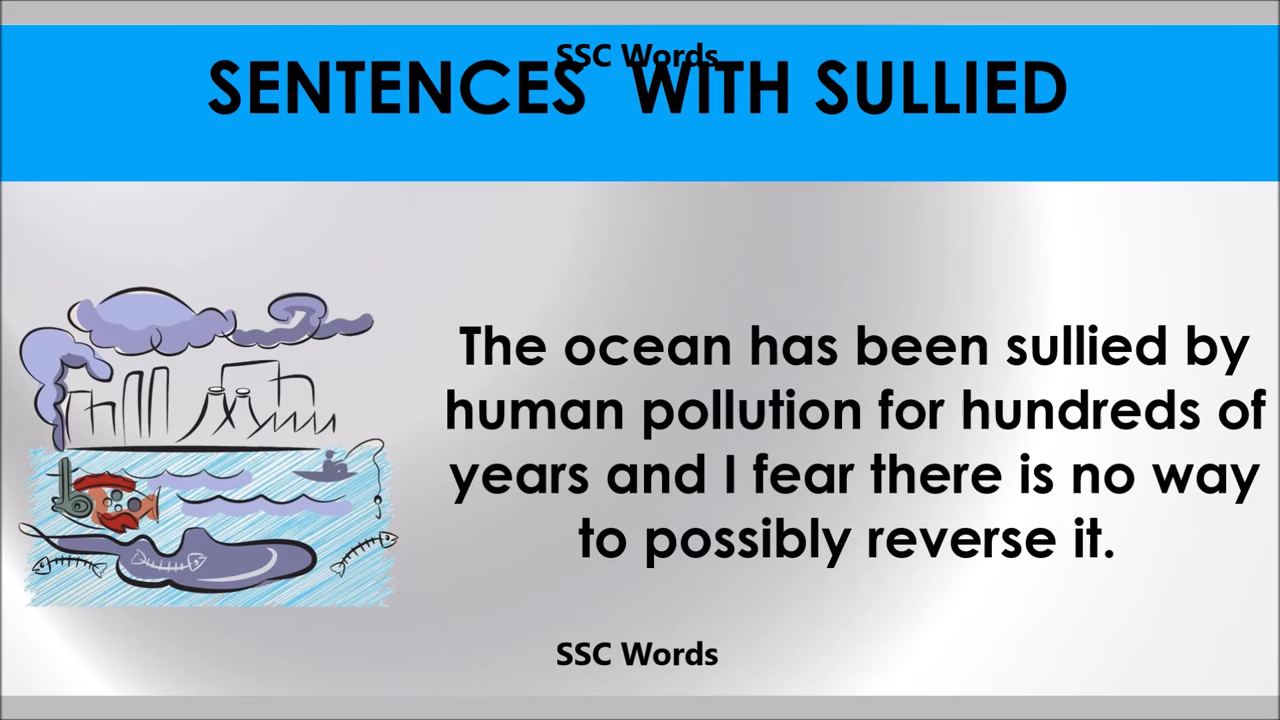 SSC Words
SENTENCES WITH SULLIED
The ocean has been sullied by
human pollution for hundreds of
years and I fear there is no way
to possibly reverse it.
SSC Words